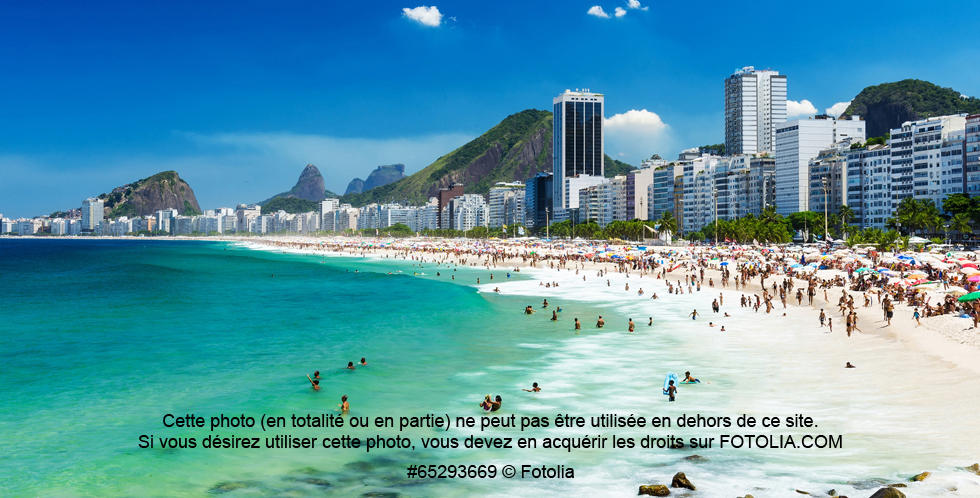 Cette photo (en totalité ou en partie) ne peut pas être utilisée en dehors de ce site.
Si vous désirez utiliser cette photo, vous devez en acquérir les droits sur FOTOLIA.COM
#65293669 © Fotolia